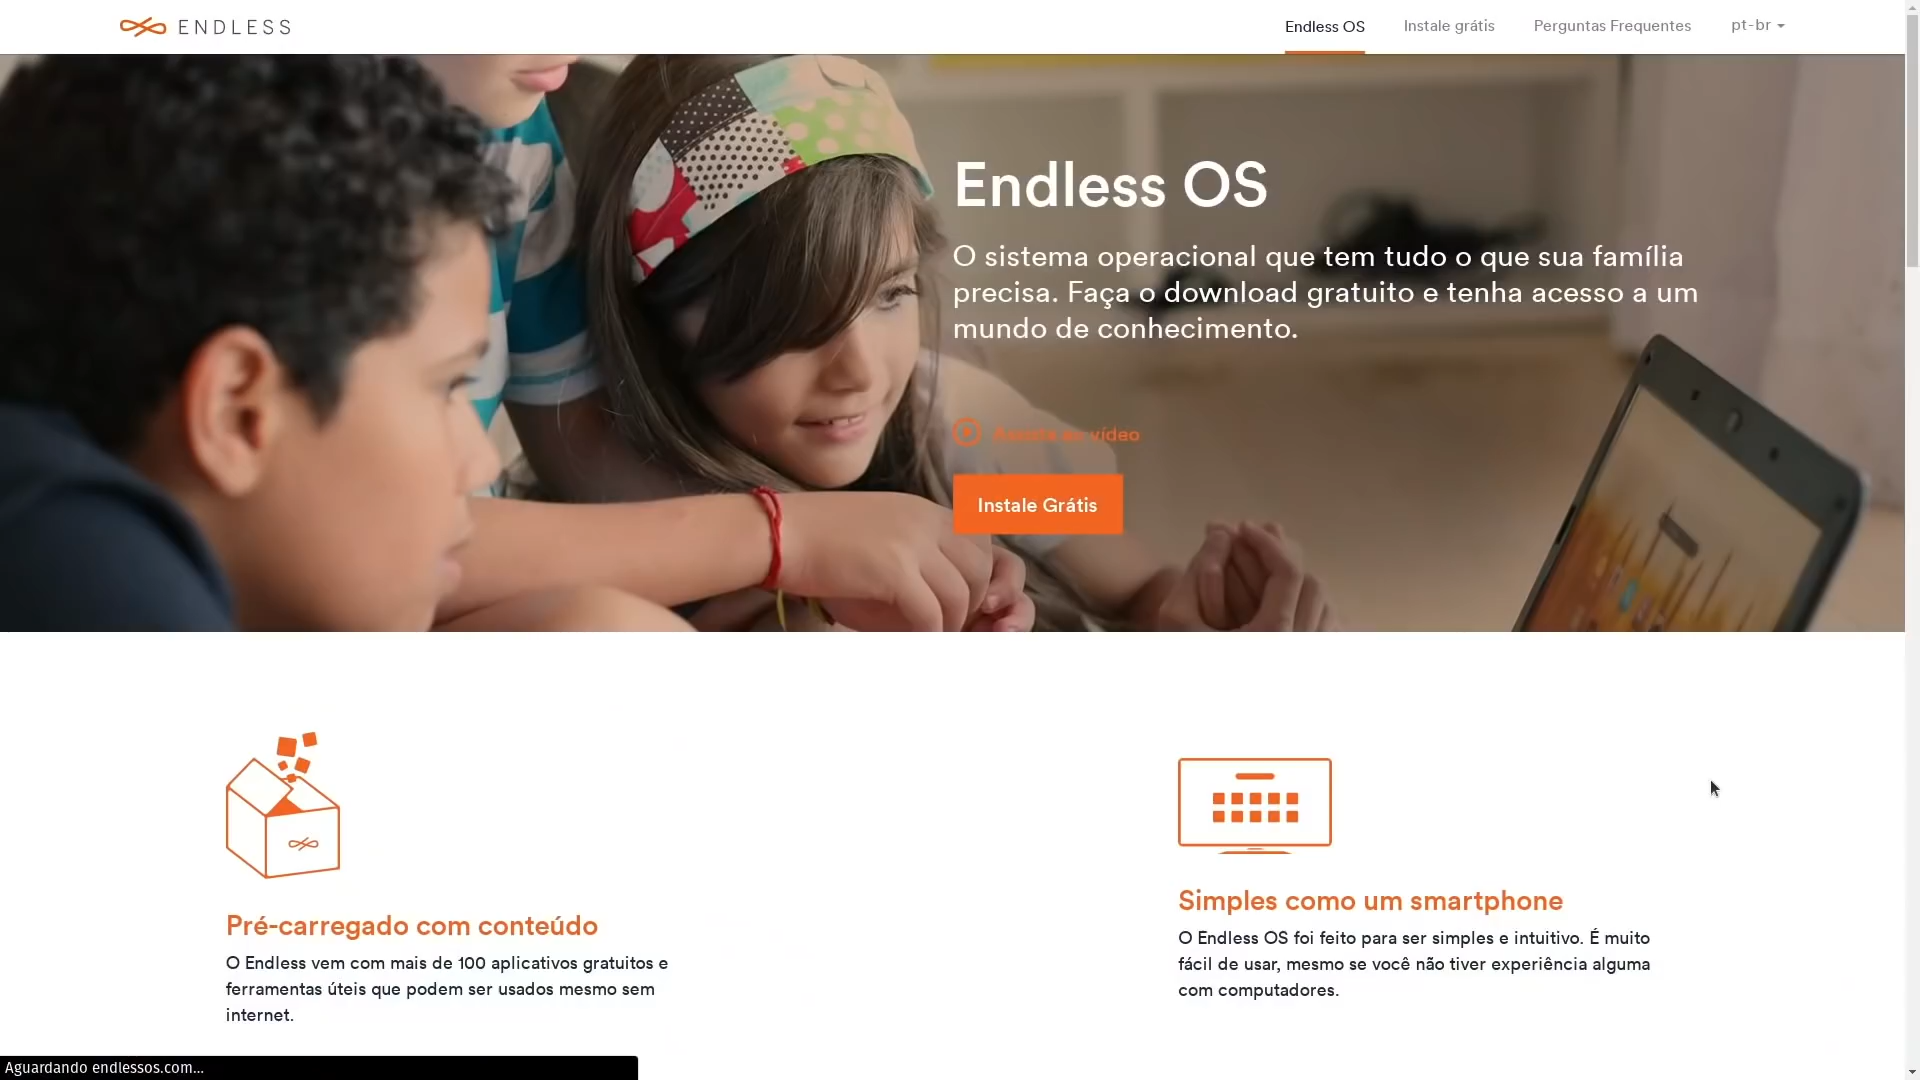 ENDLESS
Endless OS
Instale grátis
Perguntas Frequentes
pt-br
Endless OS
O sistema operacional que tem tudo o que sua família
precisa. Faça o download gratuito e tenha acesso a um
mundo de conhecimento.
Assista ao vídeo
Instale Grátis
Pré-carregado com conteúdo
O Endless vem com mais de 100 aplicativos gratuitos e
ferramentas úteis que podem ser usados mesmo sem
internet.
Simples como um smartphone
O Endless OS foi feito para ser simples e intuitivo. É muito
fácil de usar, mesmo se você não tiver experiência alguma
com computadores.
Aguardando endlessos.com...